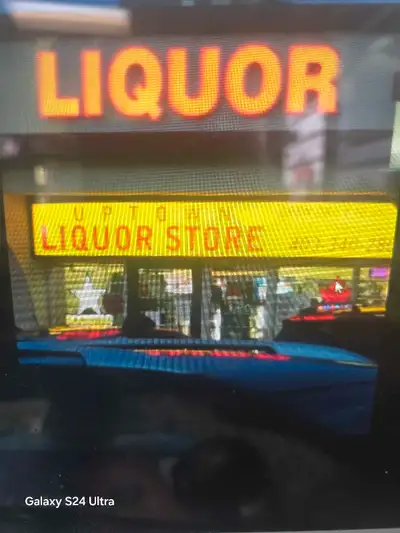 LIQUOR
UPTOWN
LIQUOR STORE
Galaxy S24 Ultra